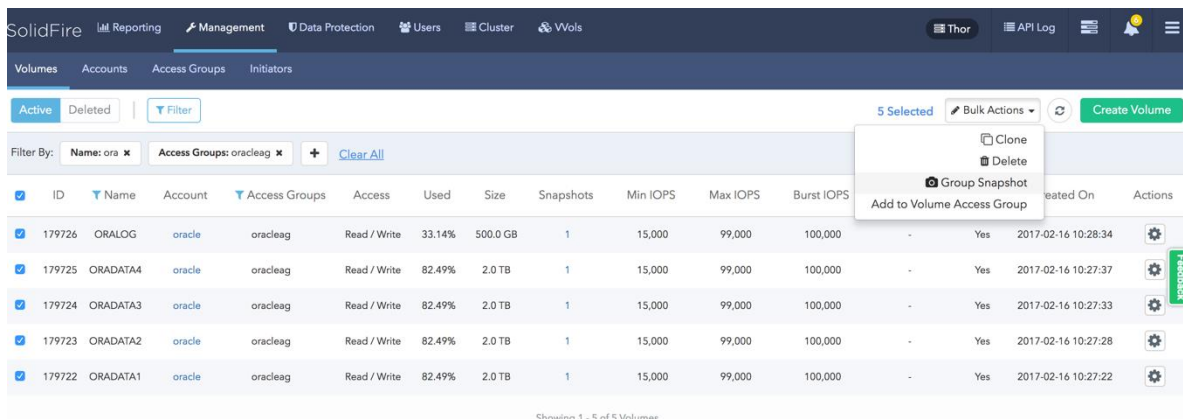 SolidFire Reporting Management Data Protection Users Cluster VVols Thor API Log 6
Volumes Accounts Access Groups Initiators
Active Deleted Filter 5 Selected Bulk Actions Create Volume
Clone
Delete
Group Snapshot
Add to Volume Access Group
Filter By: Name: ora x Access Groups: oracleag x + Clear All
ID Name Account Access Groups Access Used Size Snapshots Min IOPS Max IOPS Burst IOPS eated On Actions
179726 ORALOG oracle oracleag Read / Write 33.14% 500.0 GB 1 15,000 99,000 100,000 - Yes 2017-02-16 10:28:34
179725 ORADATA4 oracle oracleag Read / Write 82.49% 2.0 TB 1 15,000 99,000 100,000 - Yes 2017-02-16 10:27:37
179724 ORADATA3 oracle oracleag Read / Write 82.49% 2.0 TB 1 15,000 99,000 100,000 - Yes 2017-02-16 10:27:33
179723 ORADATA2 oracle oracleag Read / Write 82.49% 2.0 TB 1 15,000 99,000 100,000 - Yes 2017-02-16 10:27:28
179722 ORADATA1 oracle oracleag Read / Write 82.49% 2.0 TB 1 15,000 99,000 100,000 - Yes 2017-02-16 10:27:22
Feedback
Showing 1 - 5 of 5 Volumes